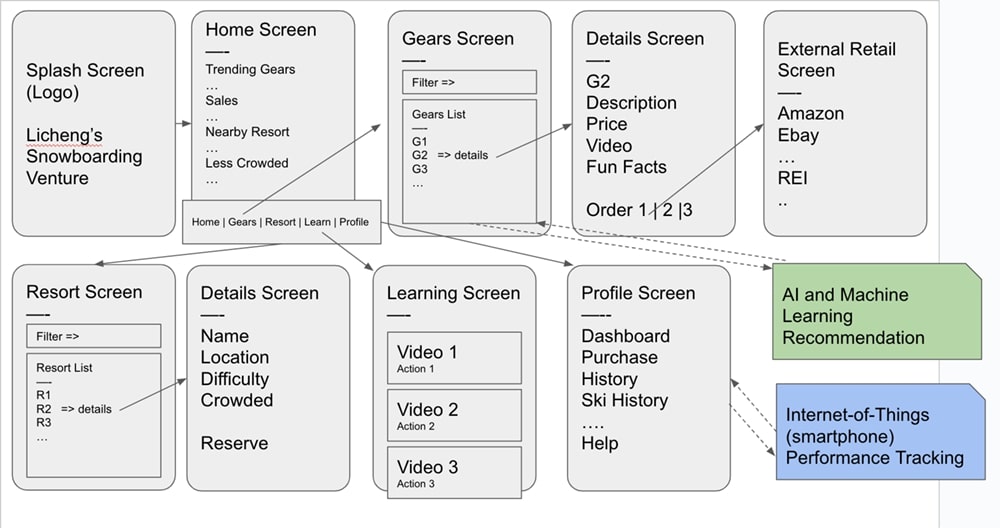 Splash Screen
(Logo)
Licheng's
Snowboarding
Venture
Home Screen
—-
Trending Gears
…
Sales
…
Nearby Resort
…
Less Crowded
…
Home | Gears | Resort | Learn | Profile
Gears Screen
—-
Filter =>
Gears List
—-
G1
G2 => details
G3
…
Details Screen
—-
G2
Description
Price
Video
Fun Facts
Order 1 | 2 |3
External Retail
Screen
—-
Amazon
Ebay
…
REI
..
Resort Screen
—-
Filter =>
Resort List
—-
R1
R2 => details
R3
…
Details Screen
—-
Name
Location
Difficulty
Crowded
Reserve
Learning Screen
—-
Video 1
Action 1
Video 2
Action 2
Video 3
Action 3
Profile Screen
—--
Dashboard
Purchase
History
Ski History
….
Help
AI and Machine
Learning
Recommendation
Internet-of-Things
(smartphone)
Performance Tracking